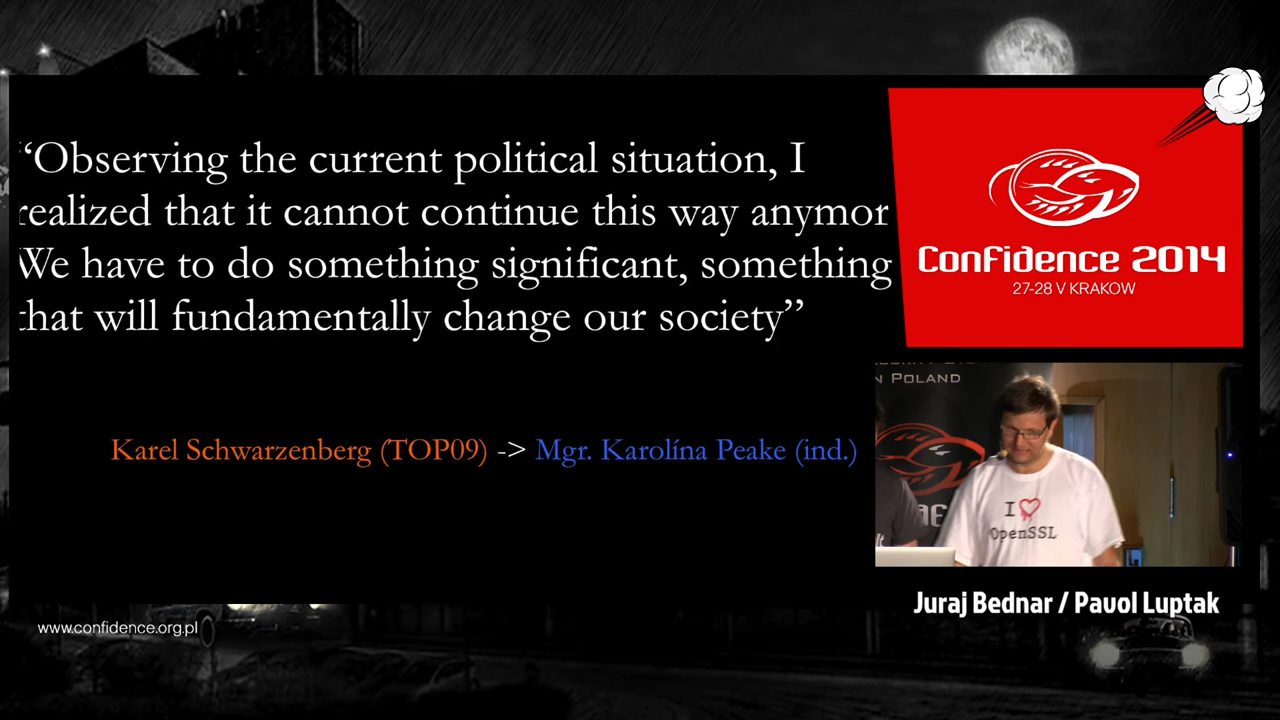 “Observing the current political situation, I
realized that it cannot continue this way anymor
We have to do something significant, something
that will fundamentally change our society”
Karel Schwarzenberg (TOP09) -> Mgr. Karolína Peake (ind.)
Confidence 2014
27-28 V KRAKOW
N POLAND
I
OpenSSL
Juraj Bednar / Pavol Luptak
www.confidence.org.pl